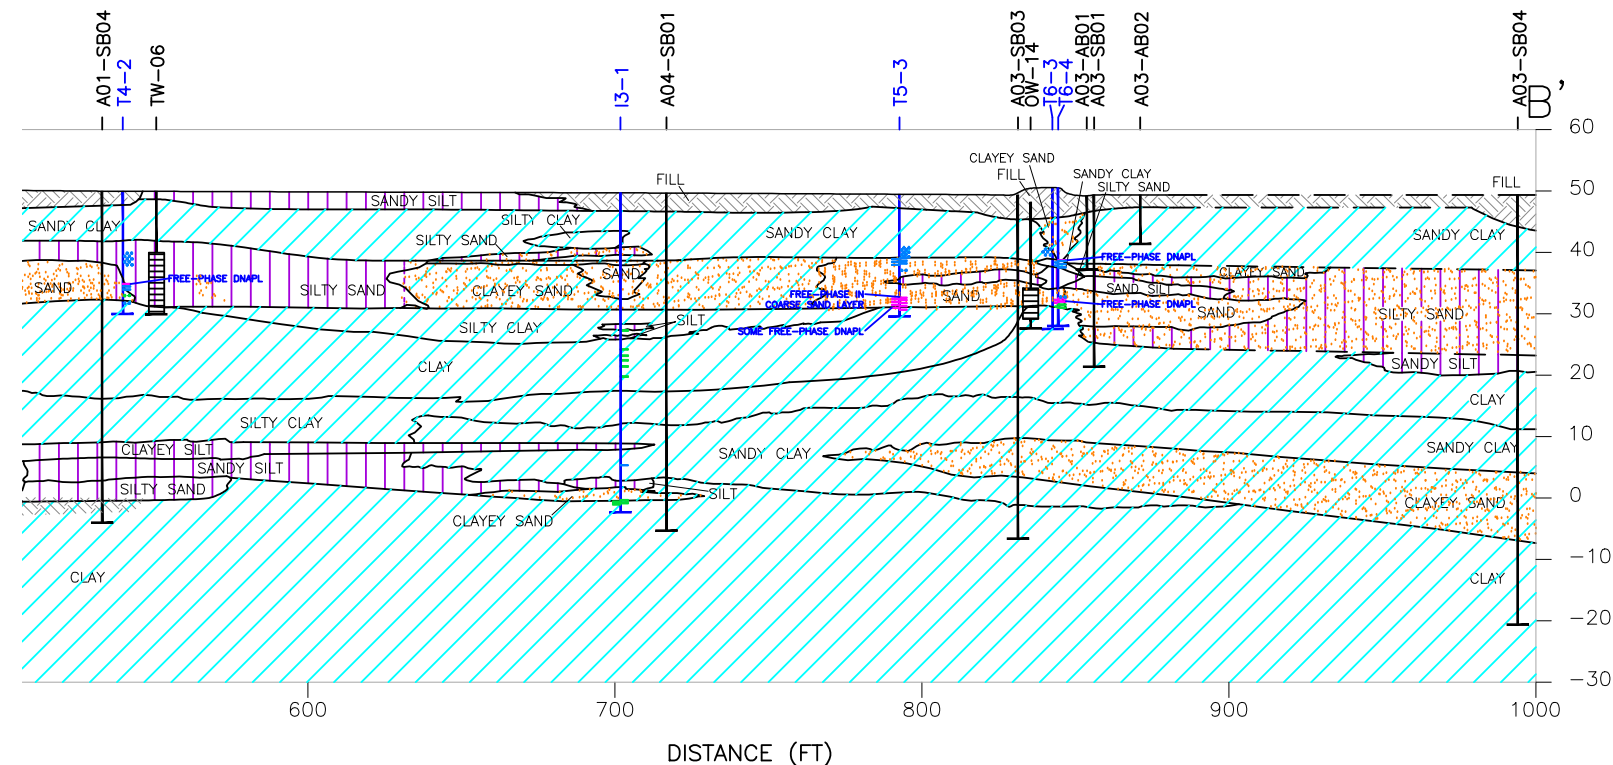 A01-SB04
T4-2
TW-06
I3-1
A04-SB01
T5-3
A03-SB03
OW-14
T6-3
T6-4
A03-AB01
A03-SB01
A03-AB02
A03-SB04
B'
60
CLAYEY SAND
FILL
SANDY CLAY
SILTY SAND
FILL
FILL
50
SANDY SILT
SANDY CLAY
SILTY CLAY
SANDY CLAY
SANDY CLAY
SILTY SAND
40
FREE-PHASE DNAPL
CLAYEY SAND
SAND
FREE-PHASE DNAPL
SAND
SILTY SAND
CLAYEY SAND
FREE-PHASE IN
COARSE SAND LAYER
SAND
SAND SIL
FREE-PHASE DNAPL
SAND
SILTY SAND
30
SILTY CLAY
SILT
SOME FREE-PHASE DNAPL
CLAY
SANDY SILT
20
CLAY
SILTY CLAY
10
CLAYEY SILT
SANDY CLAY
SANDY CLAY
SANDY SILT
SILTY SAND
SILT
0
CLAYEY SAND
CLAYEY SAND
-10
CLAY
CLAY
-20
-30
600
700
800
900
1000
DISTANCE (FT)